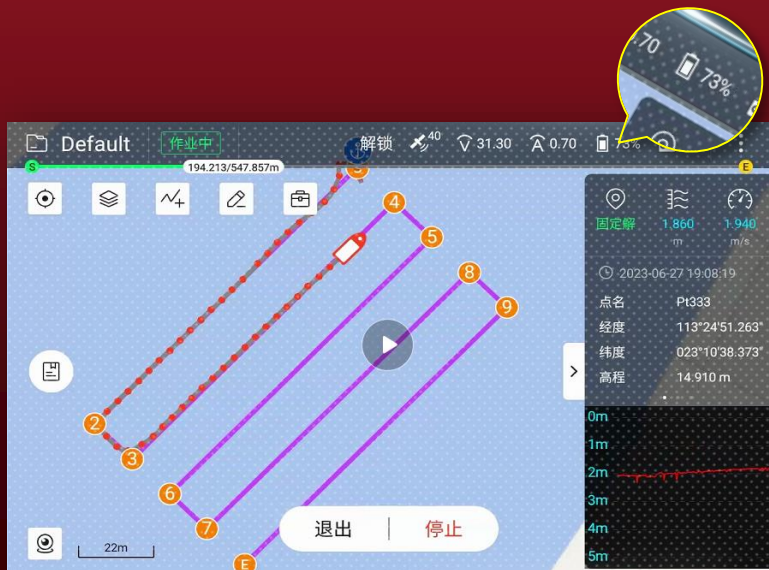 .70 73%
Default 作业中 解锁 40 V 31.30 A 0.70 73%
S 194.213/547.857m E
固定解 1.860 1.940
m m/s
2023-06-27 19:08:19
点名 Pt333
经度 113°24'51.263"
纬度 023°10'38.373"
高程 14.910 m
4
5
8
9
2
3
6
7
E
0m
1m
2m
3m
4m
5m
22m
退出 停止